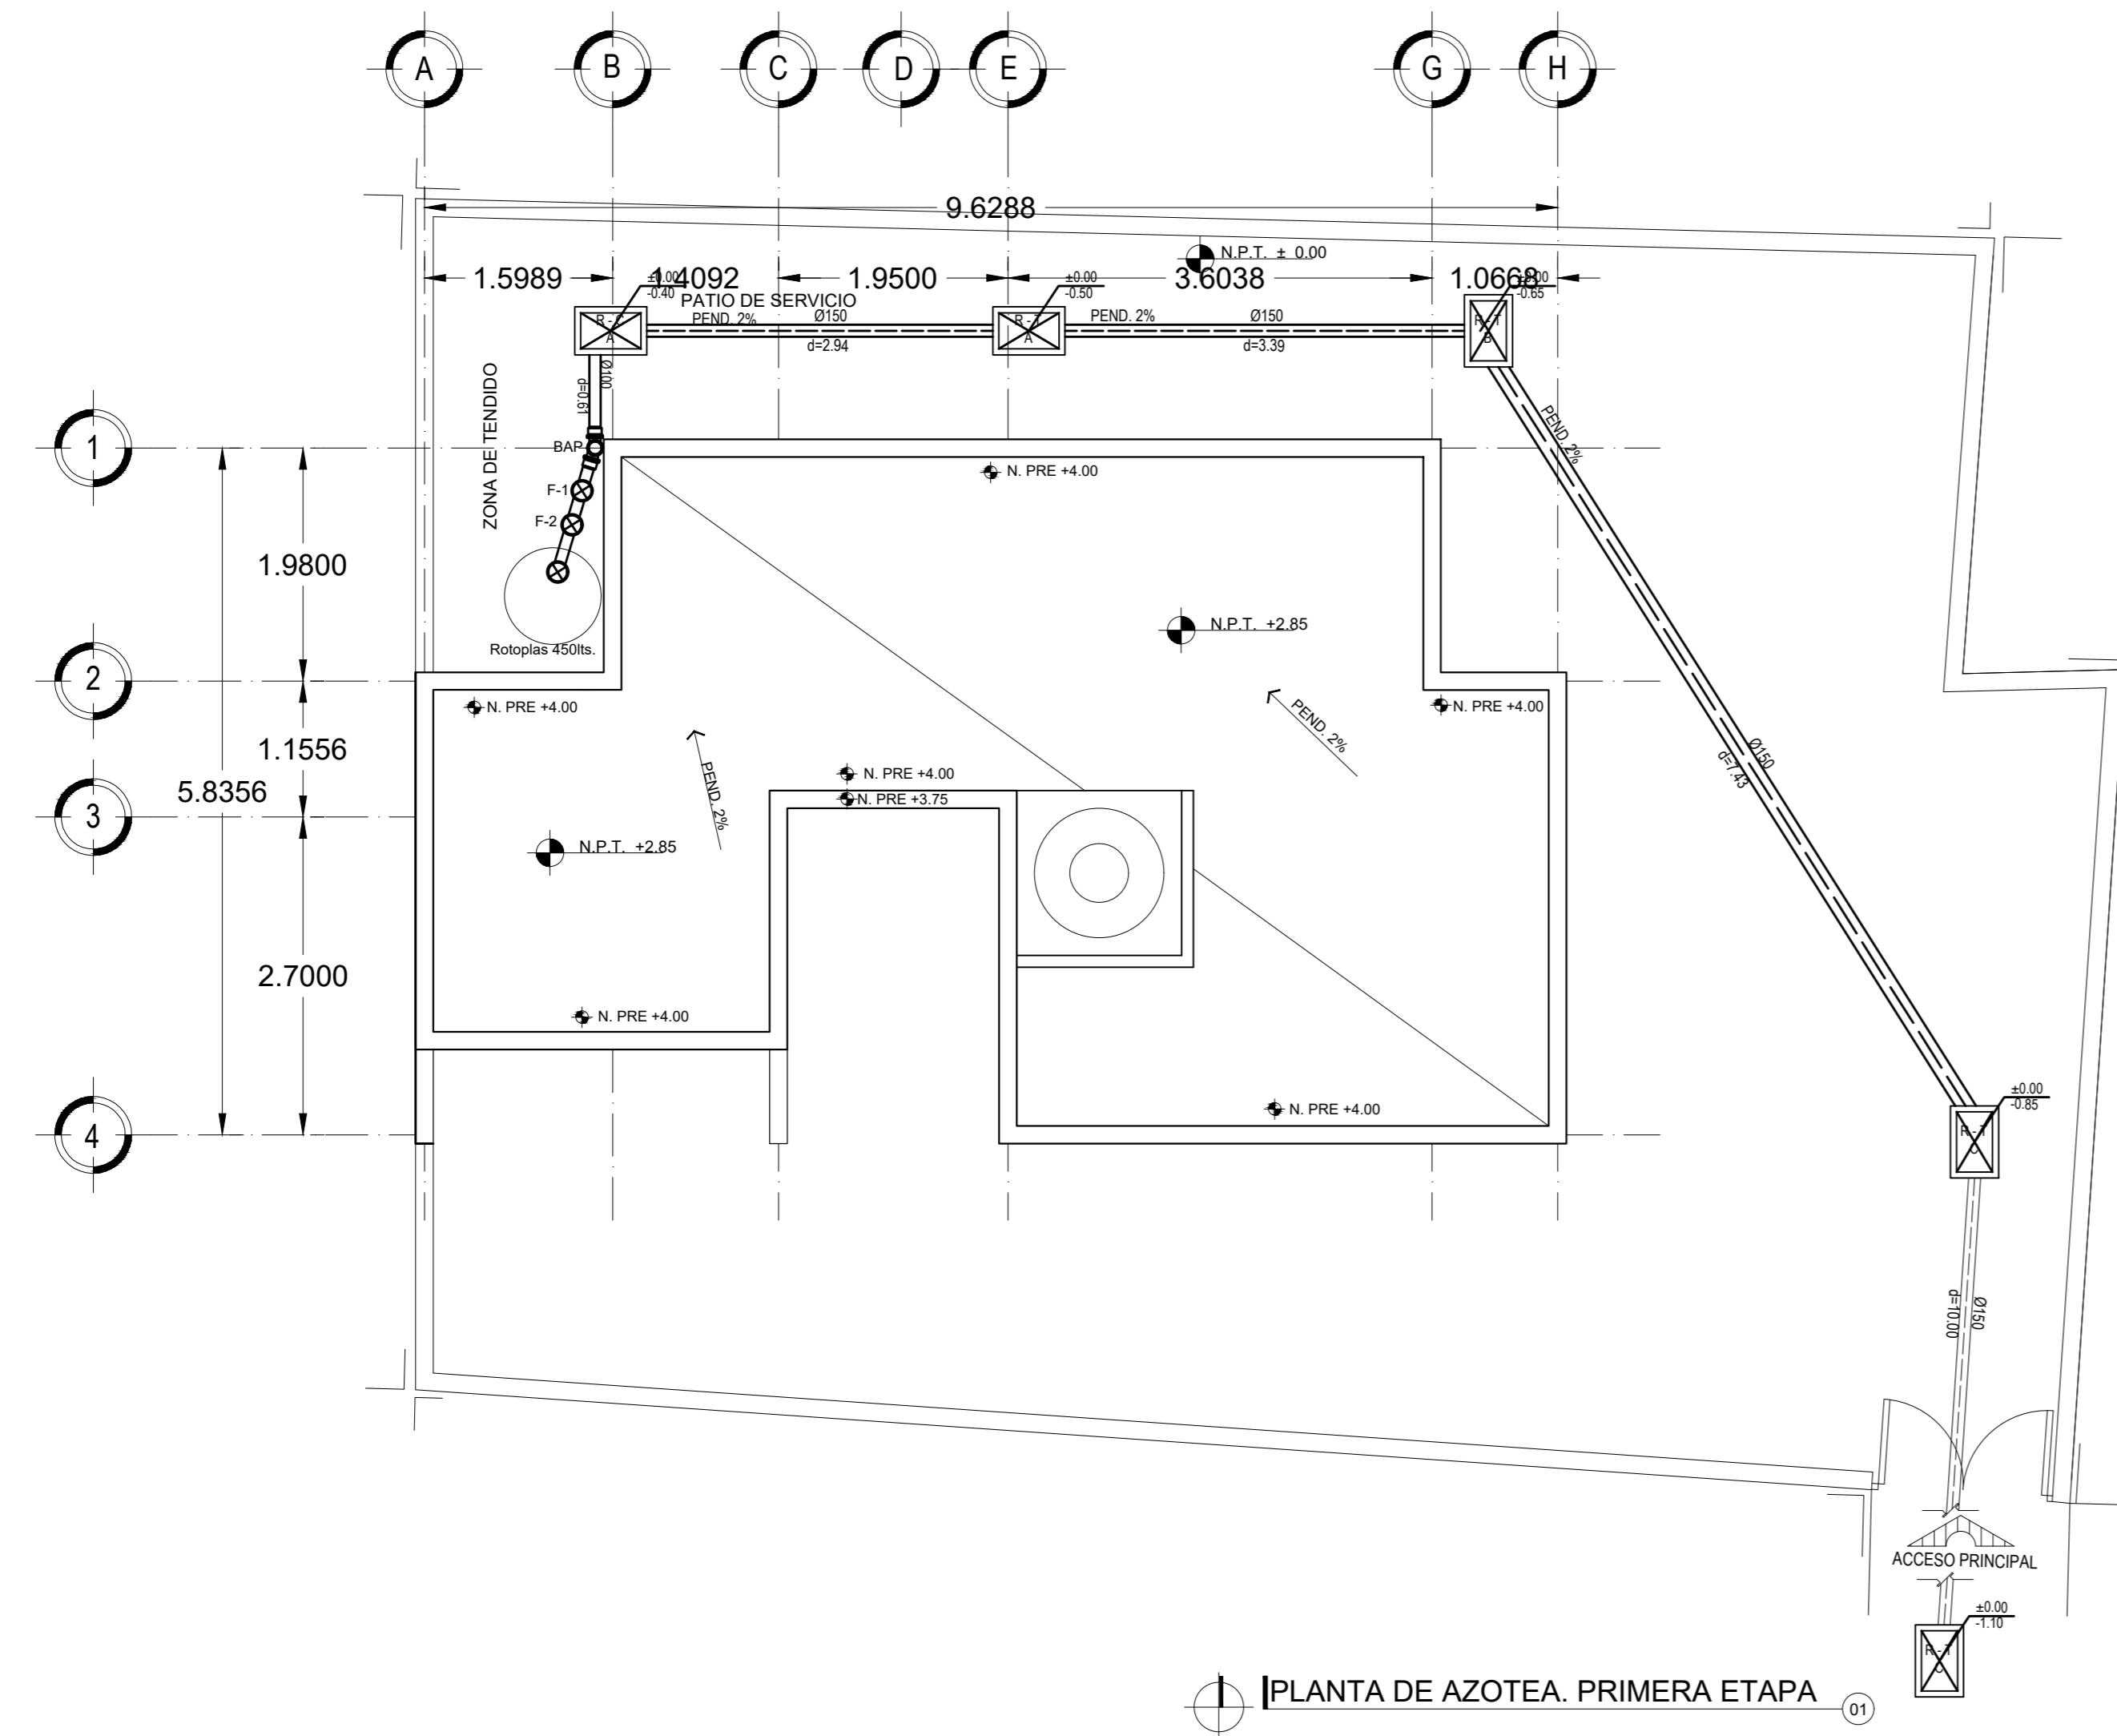 A B C D E G H
9.6288
N.P.T. ± 0.00
1.5989 1.4092 1.9500 3.6038 1.0668
±0.00
-0.40
±0.00
-0.50
±0.00
-0.65
PATIO DE SERVICIO
PEND. 2% Ø150
d=2.94
PEND. 2% Ø150
d=3.39
R - C
A
R - T
A
R - T
B
ZONA DE TENDIDO
d=0.61
Ø100
BAP
F-1
F-2
Rotoplas 450lts.
PEND. 2%
Ø150
d=7.43
1
2
3
4
1.9800
1.1556
5.8356
2.7000
N. PRE +4.00
N.P.T. +2.85
N. PRE +4.00
N. PRE +4.00
PEND. 2%
PEND. 2%
N. PRE +4.00
N. PRE +3.75
N.P.T. +2.85
N. PRE +4.00
N. PRE +4.00
±0.00
-0.85
R - T
C
d=10.00
Ø150
ACCESO PRINCIPAL
±0.00
-1.10
R - T
C
PLANTA DE AZOTEA. PRIMERA ETAPA
01